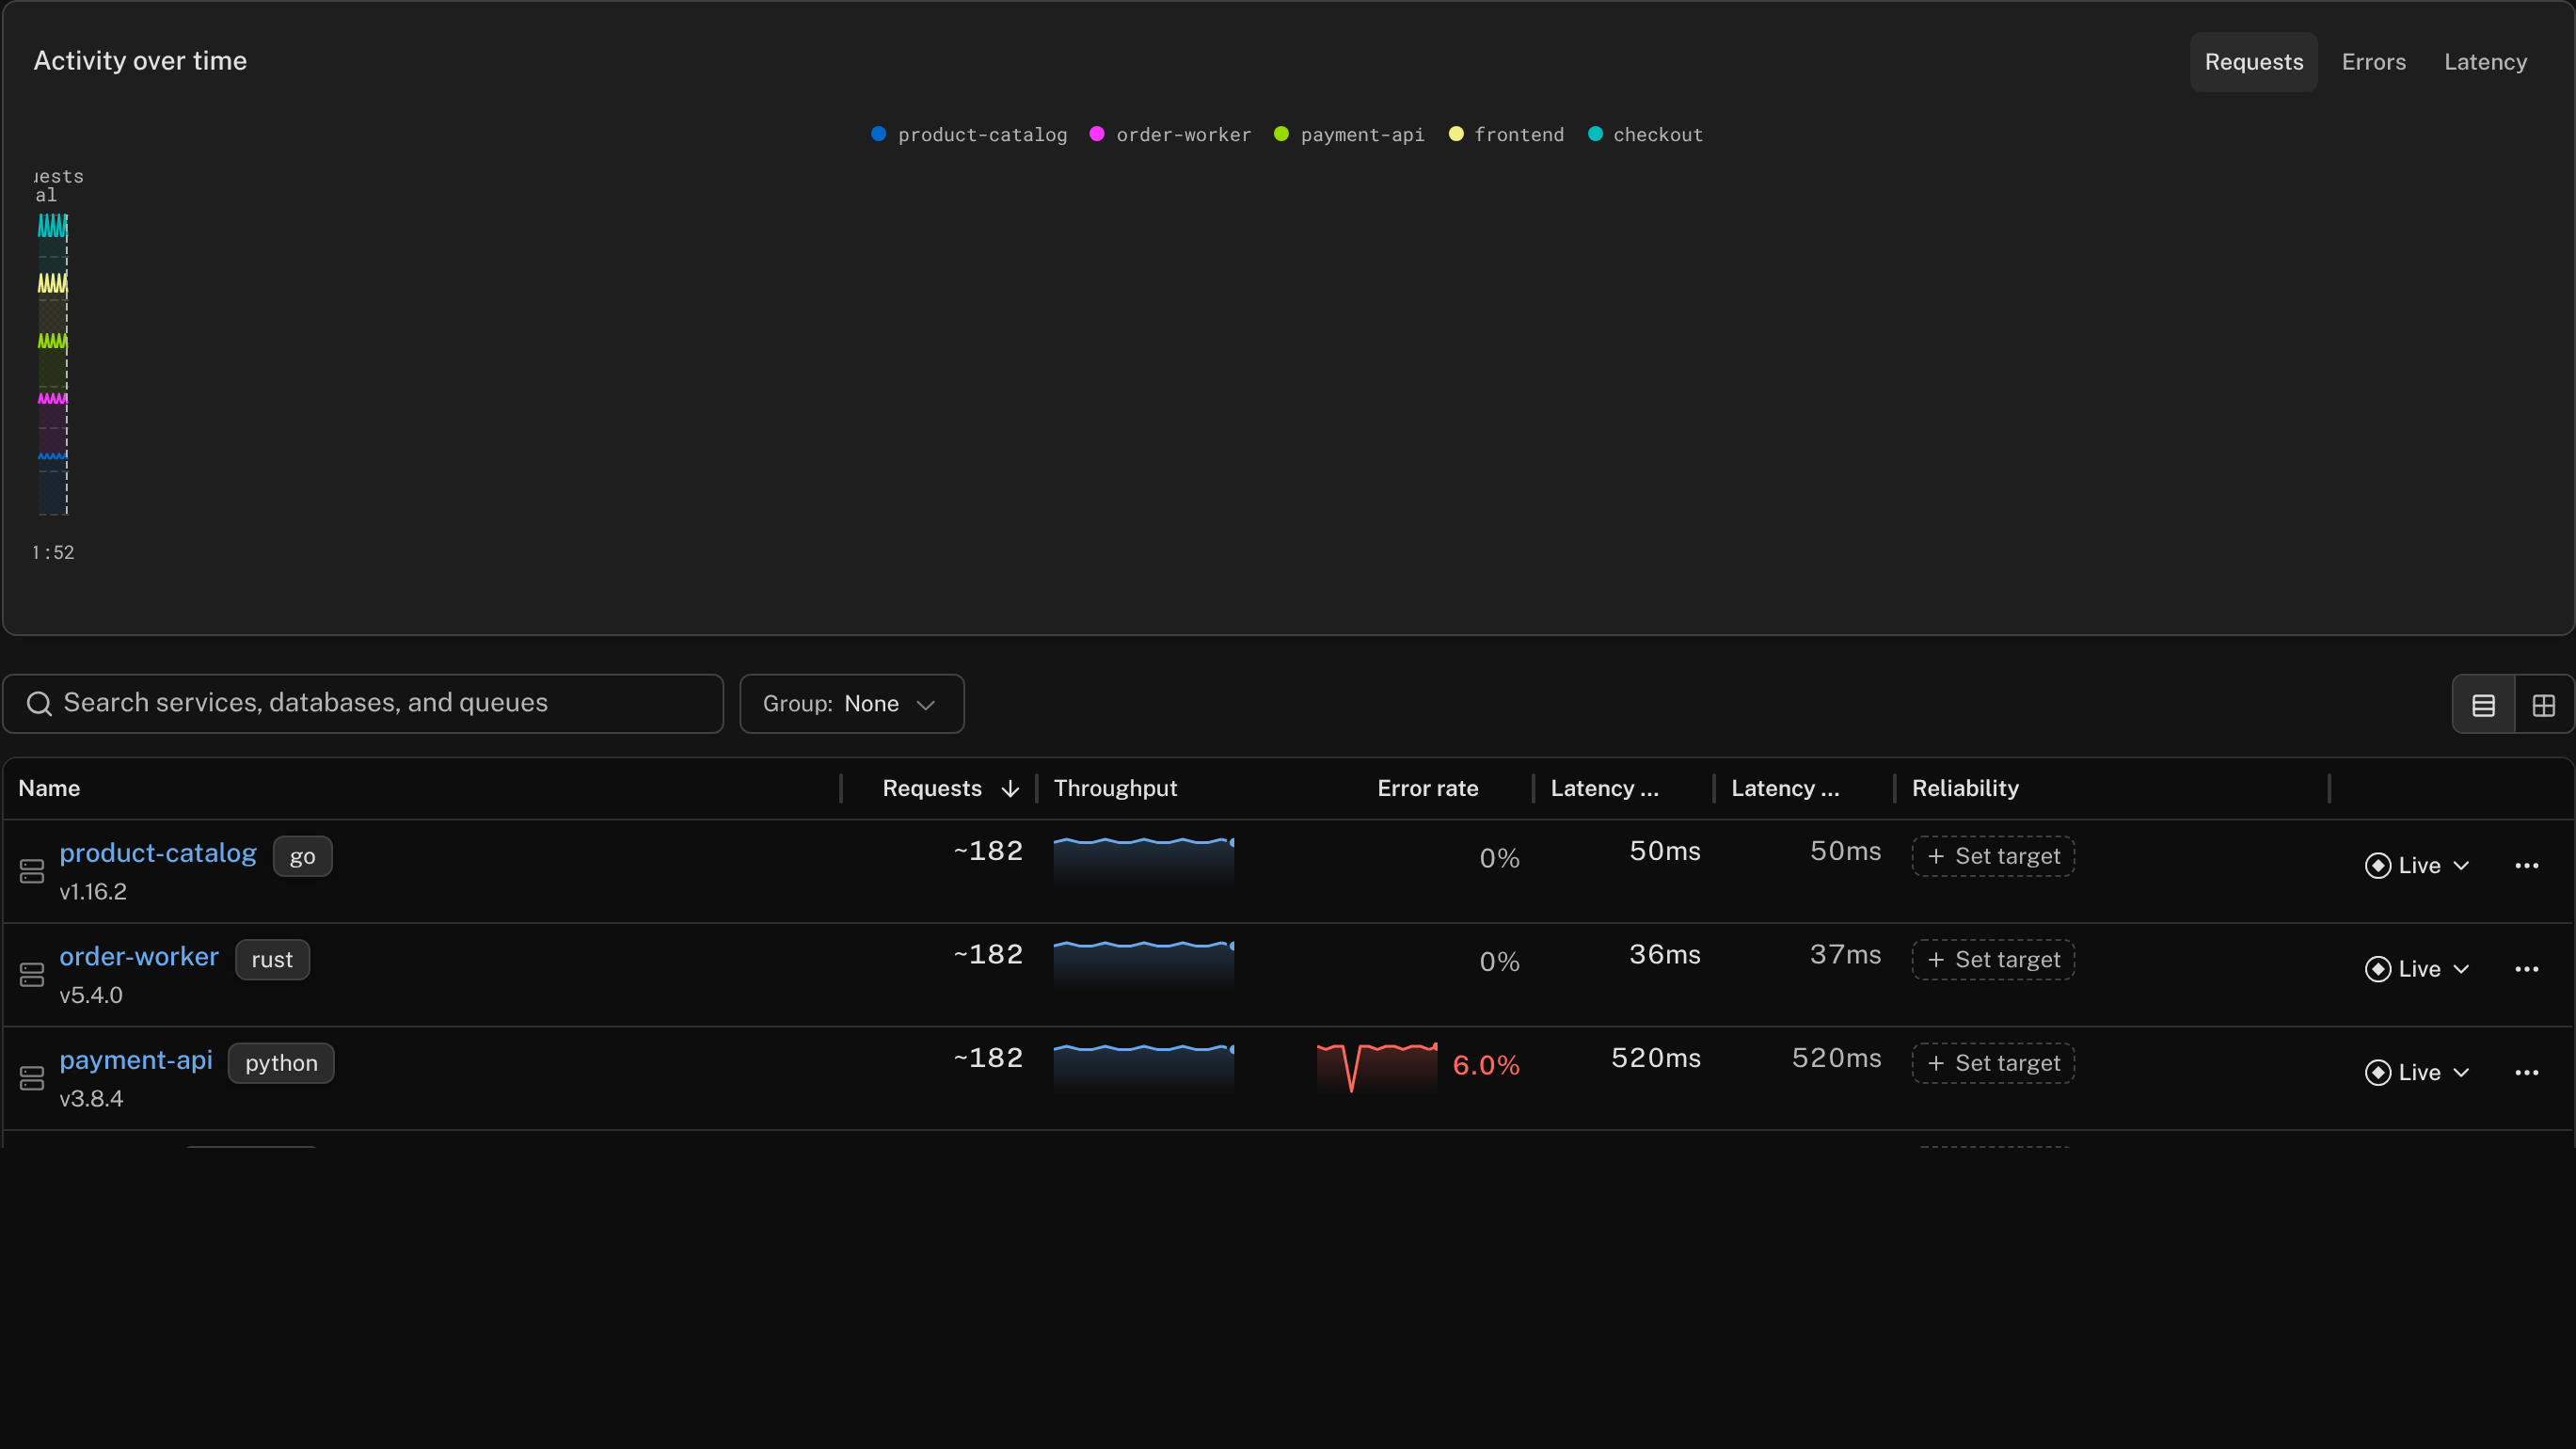 Activity over time
Requests Errors Latency
product-catalog order-worker payment-api frontend checkout
uests
al
1:52
Search services, databases, and queues
Group: None
Name Requests Throughput Error rate Latency ... Latency ... Reliability
product-catalog go ~182 0% 50ms 50ms + Set target Live
v1.16.2
order-worker rust ~182 0% 36ms 37ms + Set target Live
v5.4.0
payment-api python ~182 6.0% 520ms 520ms + Set target Live
v3.8.4